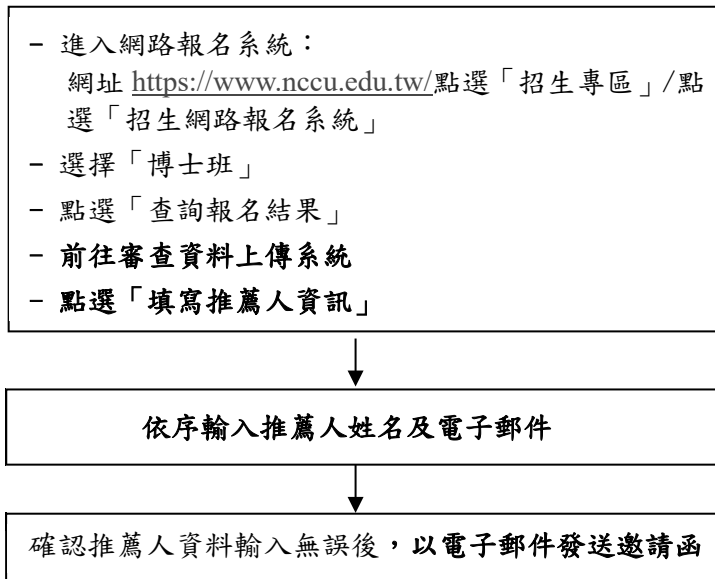 – 進入網路報名系統：
網址 https://www.nccu.edu.tw/點選「招生專區」/點
選「招生網路報名系統」
– 選擇「博士班」
– 點選「查詢報名結果」
– 前往審查資料上傳系統
– 點選「填寫推薦人資訊」
依序輸入推薦人姓名及電子郵件
確認推薦人資料輸入無誤後，以電子郵件發送邀請函